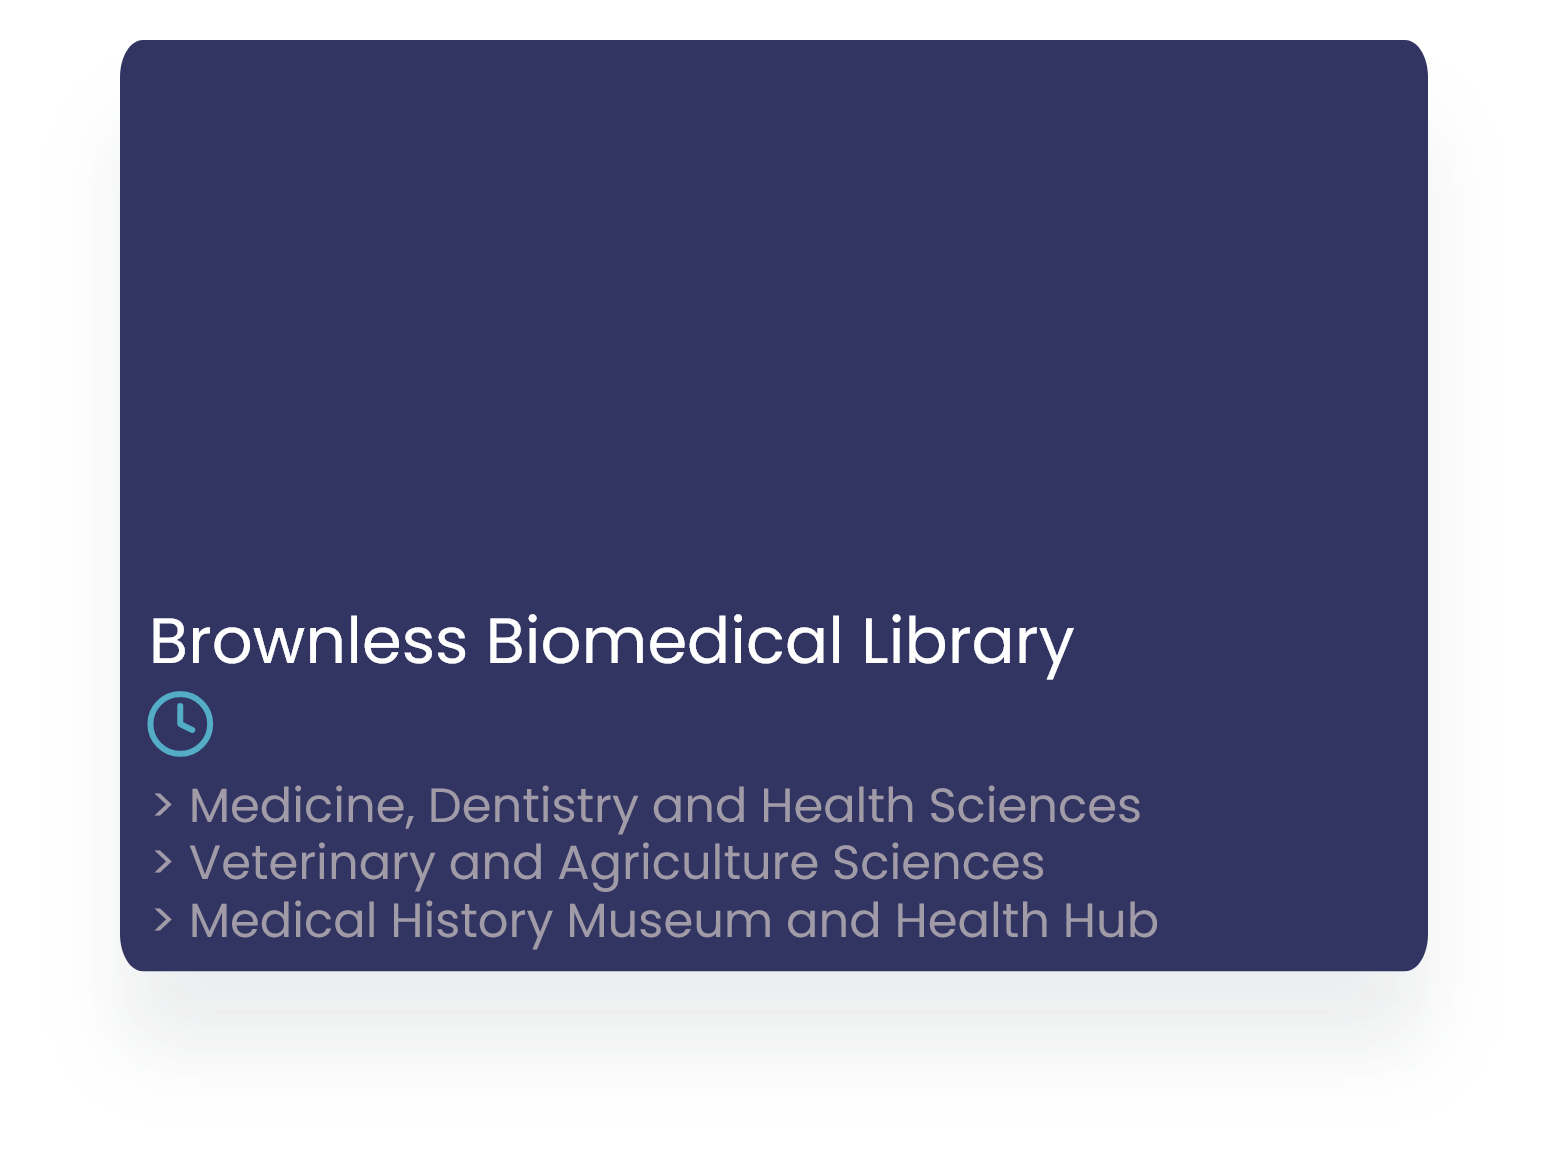 Brownless Biomedical Library
> Medicine, Dentistry and Health Sciences
> Veterinary and Agriculture Sciences
> Medical History Museum and Health Hub